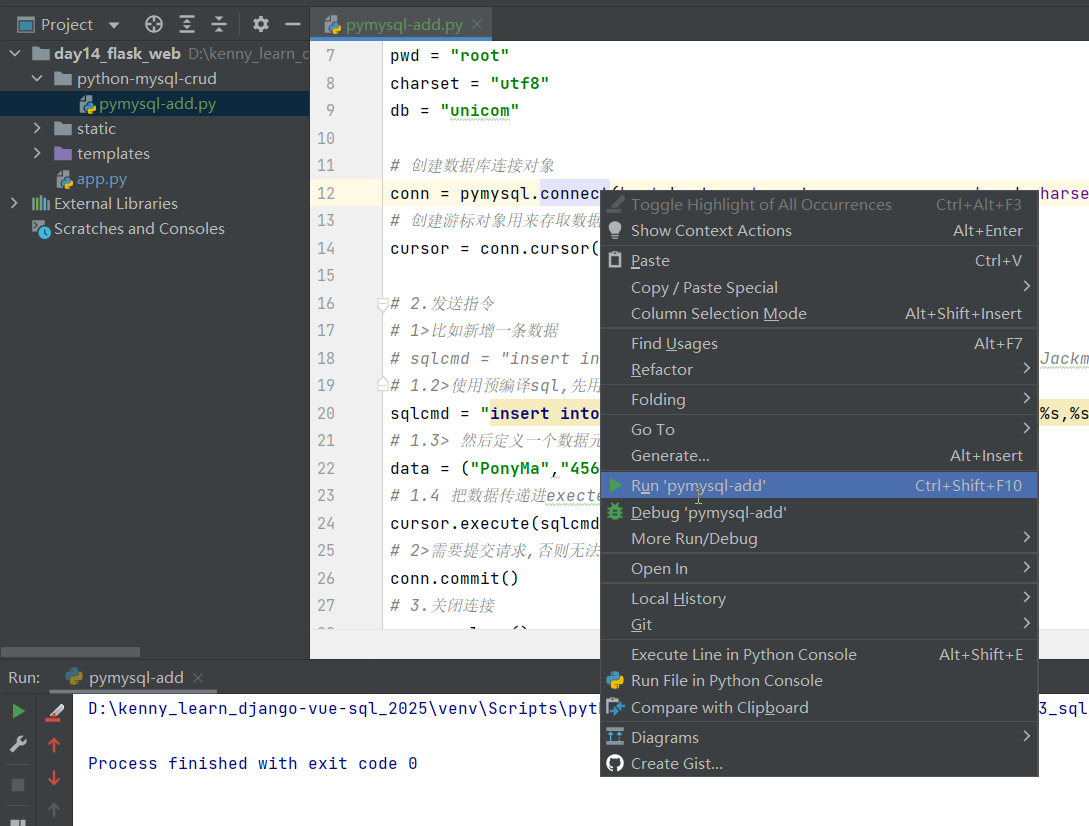 Project
pymysql-add.py
day14_flask_web D:\kenny_learn_c
python-mysql-crud
pymysql-add.py
static
templates
app.py
External Libraries
Scratches and Consoles
7 pwd = "root"
8 charset = "utf8"
9 db = "unicom"
10
11 # 创建数据库连接对象
12 conn = pymysql.connect( harse
13 # 创建游标对象用来存取数据
14 cursor = conn.cursor(
15
16 # 2.发送指令
17 # 1>比如新增一条数据
18 # sqlcmd = "insert in Jackm
19 # 1.2>使用预编译sql,先用
20 sqlcmd = "insert into %s,%s
21 # 1.3> 然后定义一个数据元
22 data = ("PonyMa","456
23 # 1.4 把数据传递进execte
24 cursor.execute(sqlcmd
25 # 2>需要提交请求,否则无法
26 conn.commit()
27 # 3.关闭连接
Toggle Highlight of All Occurrences Ctrl+Alt+F3
Show Context Actions Alt+Enter
Paste Ctrl+V
Copy / Paste Special
Column Selection Mode Alt+Shift+Insert
Find Usages Alt+F7
Refactor
Folding
Go To
Generate... Alt+Insert
Run 'pymysql-add' Ctrl+Shift+F10
Debug 'pymysql-add'
More Run/Debug
Open In
Local History
Git
Execute Line in Python Console Alt+Shift+E
Run File in Python Console
Compare with Clipboard
Diagrams
Create Gist...
Run: pymysql-add
D:\kenny_learn_django-vue-sql_2025\venv\Scripts\pyth 3_sql
Process finished with exit code 0